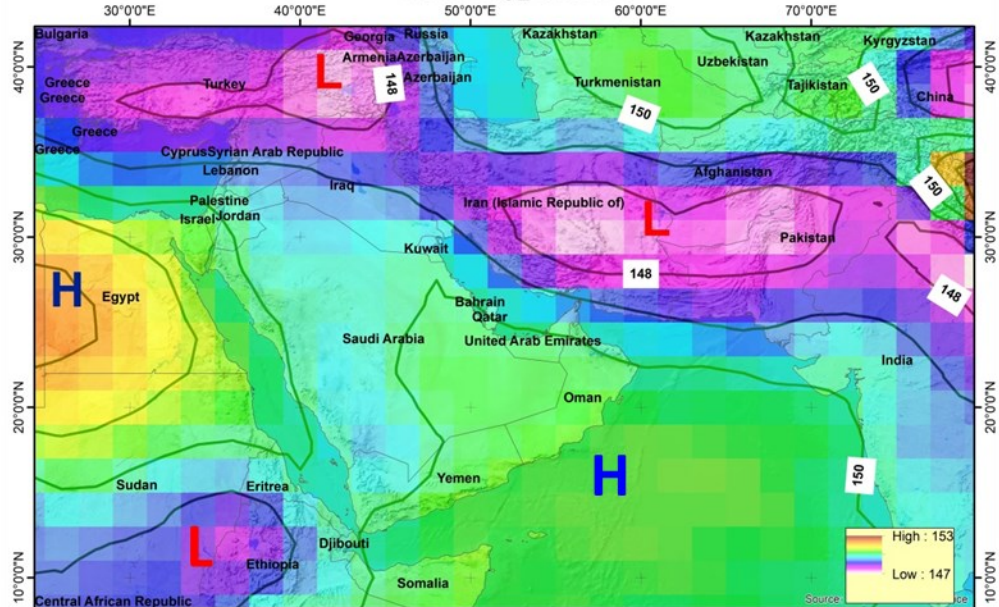 30°0'0"E 40°0'0"E 50°0'0"E 60°0'0"E 70°0'0"E
Bulgaria Georgia Russia Kazakhstan Kazakhstan Kyrgyzstan
40°0'0"N L Armenia Azerbaijan Uzbekistan 40°0'0"N
Greece Turkey 148 Azerbaijan Turkmenistan Tajikistan 150 China
Greece 150
Greece
Greece Cyprus Syrian Arab Republic
Lebanon Iraq Afghanistan 150
Palestine Iran (Islamic Republic of) L
Israel Jordan
30°0'0"N Kuwait Pakistan 30°0'0"N
H Egypt 148 148
Bahrain
Qatar
Saudi Arabia United Arab Emirates India
20°0'0"N Oman 20°0'0"N
Sudan Eritrea Yemen H 150
L Djibouti High : 153
Ethiopia Low : 147
10°0'0"N Somalia 10°0'0"N
Central African Republic Source: